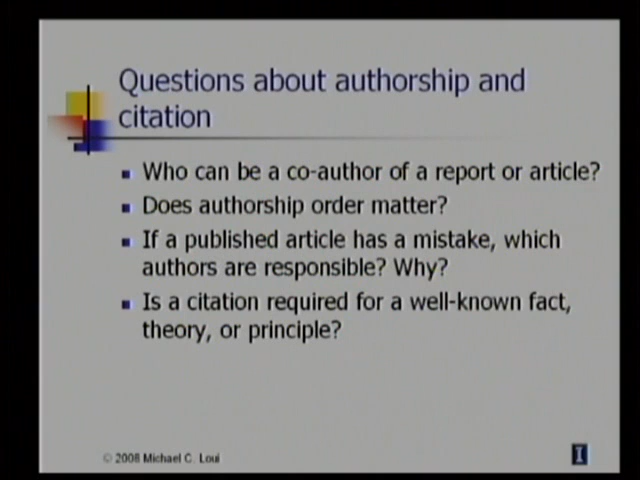 Questions about authorship and
citation
Who can be a co-author of a report or article?
Does authorship order matter?
If a published article has a mistake, which
authors are responsible? Why?
Is a citation required for a well-known fact,
theory, or principle?
© 2008 Michael C. Loui
I